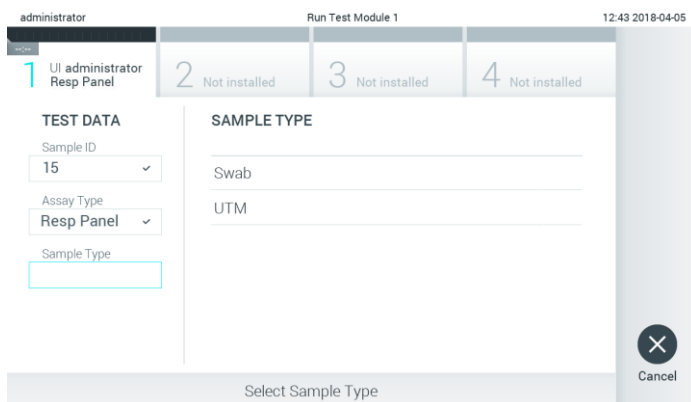 administrator
Run Test Module 1
12:43 2018-04-05
--:--
1 UI administrator
Resp Panel
2 Not installed
3 Not installed
4 Not installed
TEST DATA
Sample ID
15
Assay Type
Resp Panel
Sample Type
SAMPLE TYPE
Swab
UTM
Cancel
Select Sample Type